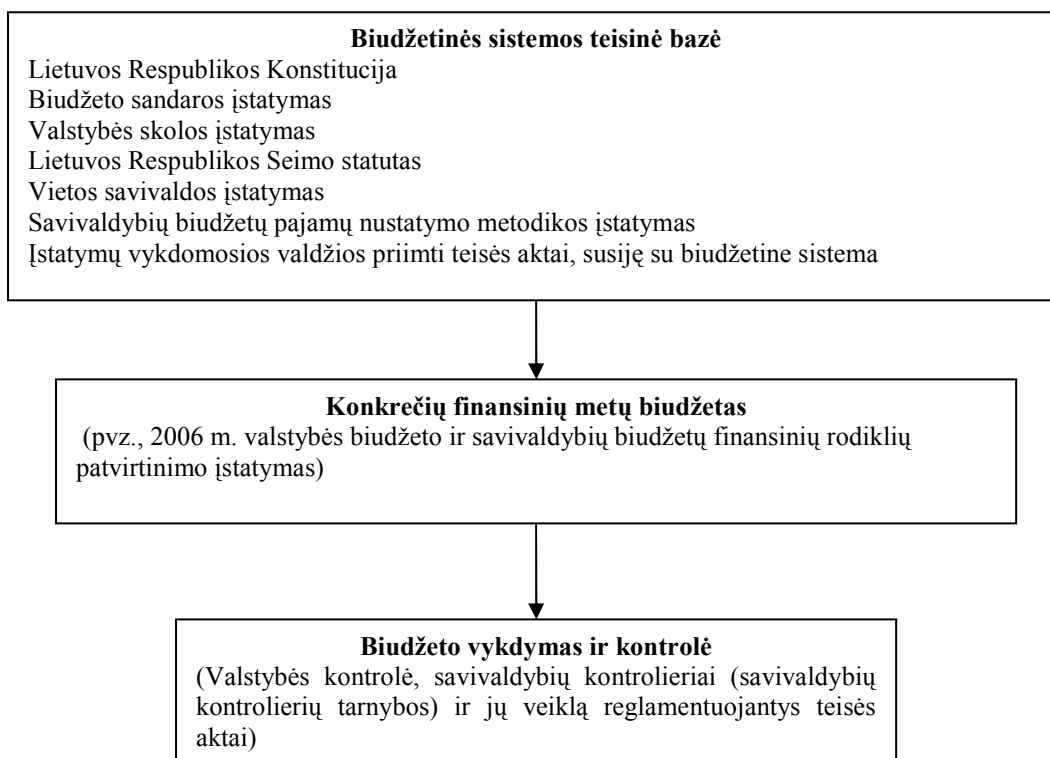 Biudžetinės sistemos teisinė bazė
Lietuvos Respublikos Konstitucija
Biudžeto sandaros įstatymas
Valstybės skolos įstatymas
Lietuvos Respublikos Seimo statutas
Vietos savivaldos įstatymas
Savivaldybių biudžetų pajamų nustatymo metodikos įstatymas
Įstatymų vykdomosios valdžios priimti teisės aktai, susiję su biudžetine sistema
Konkrečių finansinių metų biudžetas
(pvz., 2006 m. valstybės biudžeto ir savivaldybių biudžetų finansinių rodiklių
patvirtinimo įstatymas)
Biudžeto vykdymas ir kontrolė
(Valstybės kontrolė, savivaldybių kontrolieriai (savivaldybių
kontrolierių tarnybos) ir jų veiklą reglamentuojantys teisės
aktai)